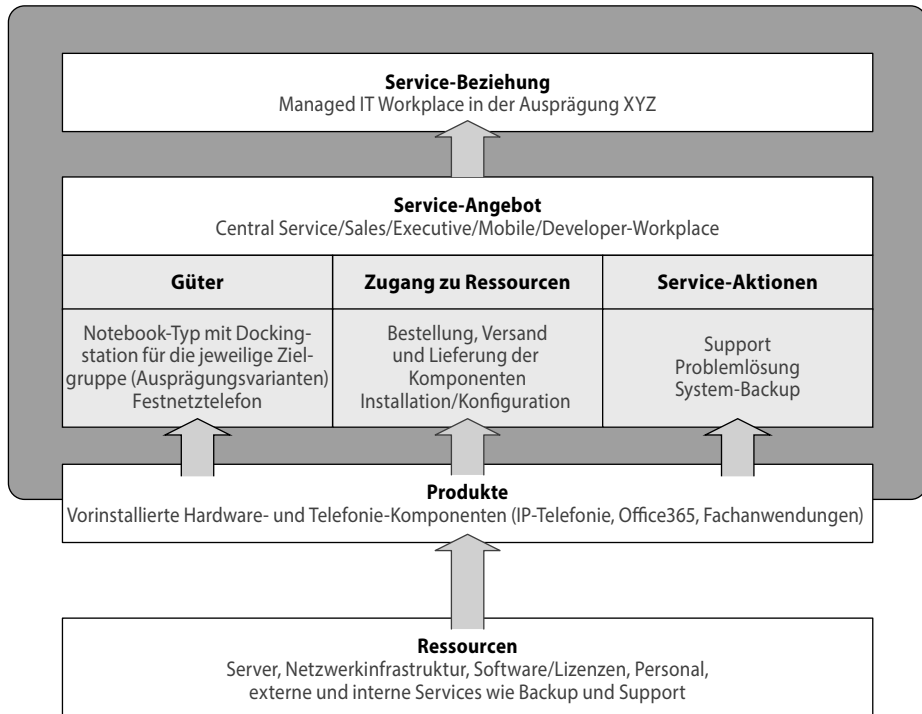 Service-Beziehung
Managed IT Workplace in der Ausprägung XYZ
Service-Angebot
Central Service/Sales/Executive/Mobile/Developer-Workplace
Güter
Notebook-Typ mit Docking-
station für die jeweilige Ziel-
gruppe (Ausprägungsvarianten)
Festnetztelefon
Zugang zu Ressourcen
Bestellung, Versand
und Lieferung der
Komponenten
Installation/Konfiguration
Service-Aktionen
Support
Problemlösung
System-Backup
Produkte
Vorinstallierte Hardware- und Telefonie-Komponenten (IP-Telefonie, Office365, Fachanwendungen)
Ressourcen
Server, Netzwerkinfrastruktur, Software/Lizenzen, Personal,
externe und interne Services wie Backup und Support